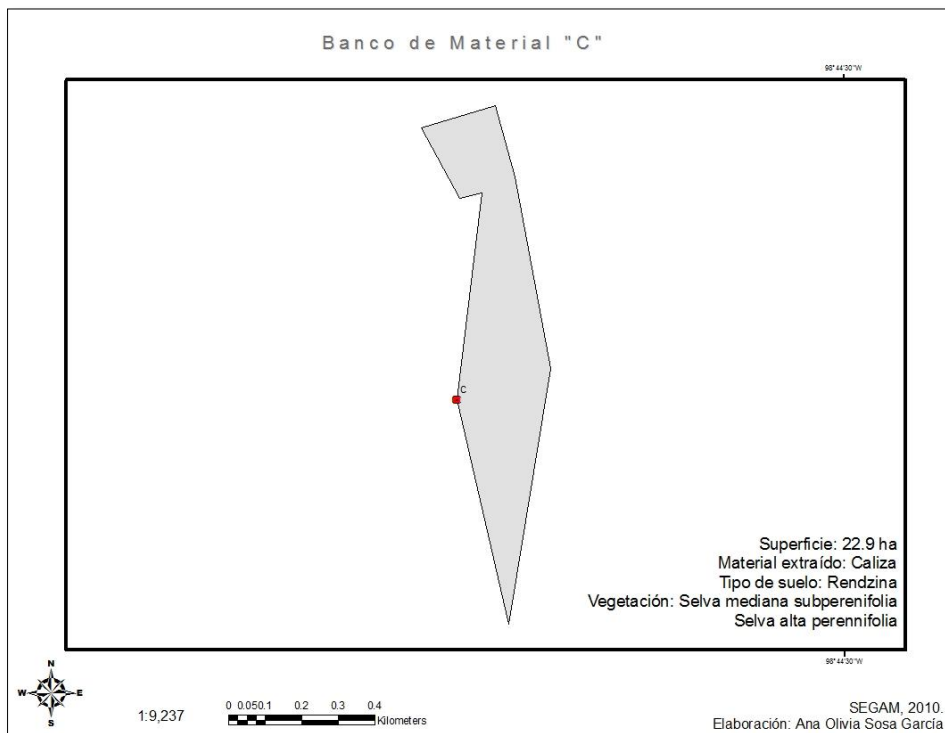 Banco de Material "C"
98°44'30"W
C
Superficie: 22.9 ha
Material extraído: Caliza
Tipo de suelo: Rendzina
Vegetación: Selva mediana subperenifolia
Selva alta perennifolia
98°44'30"W
N
W E
S
1:9,237
0 0.050.1 0.2 0.3 0.4
Kilometers
SEGAM, 2010.
Elaboración: Ana Olivia Sosa García